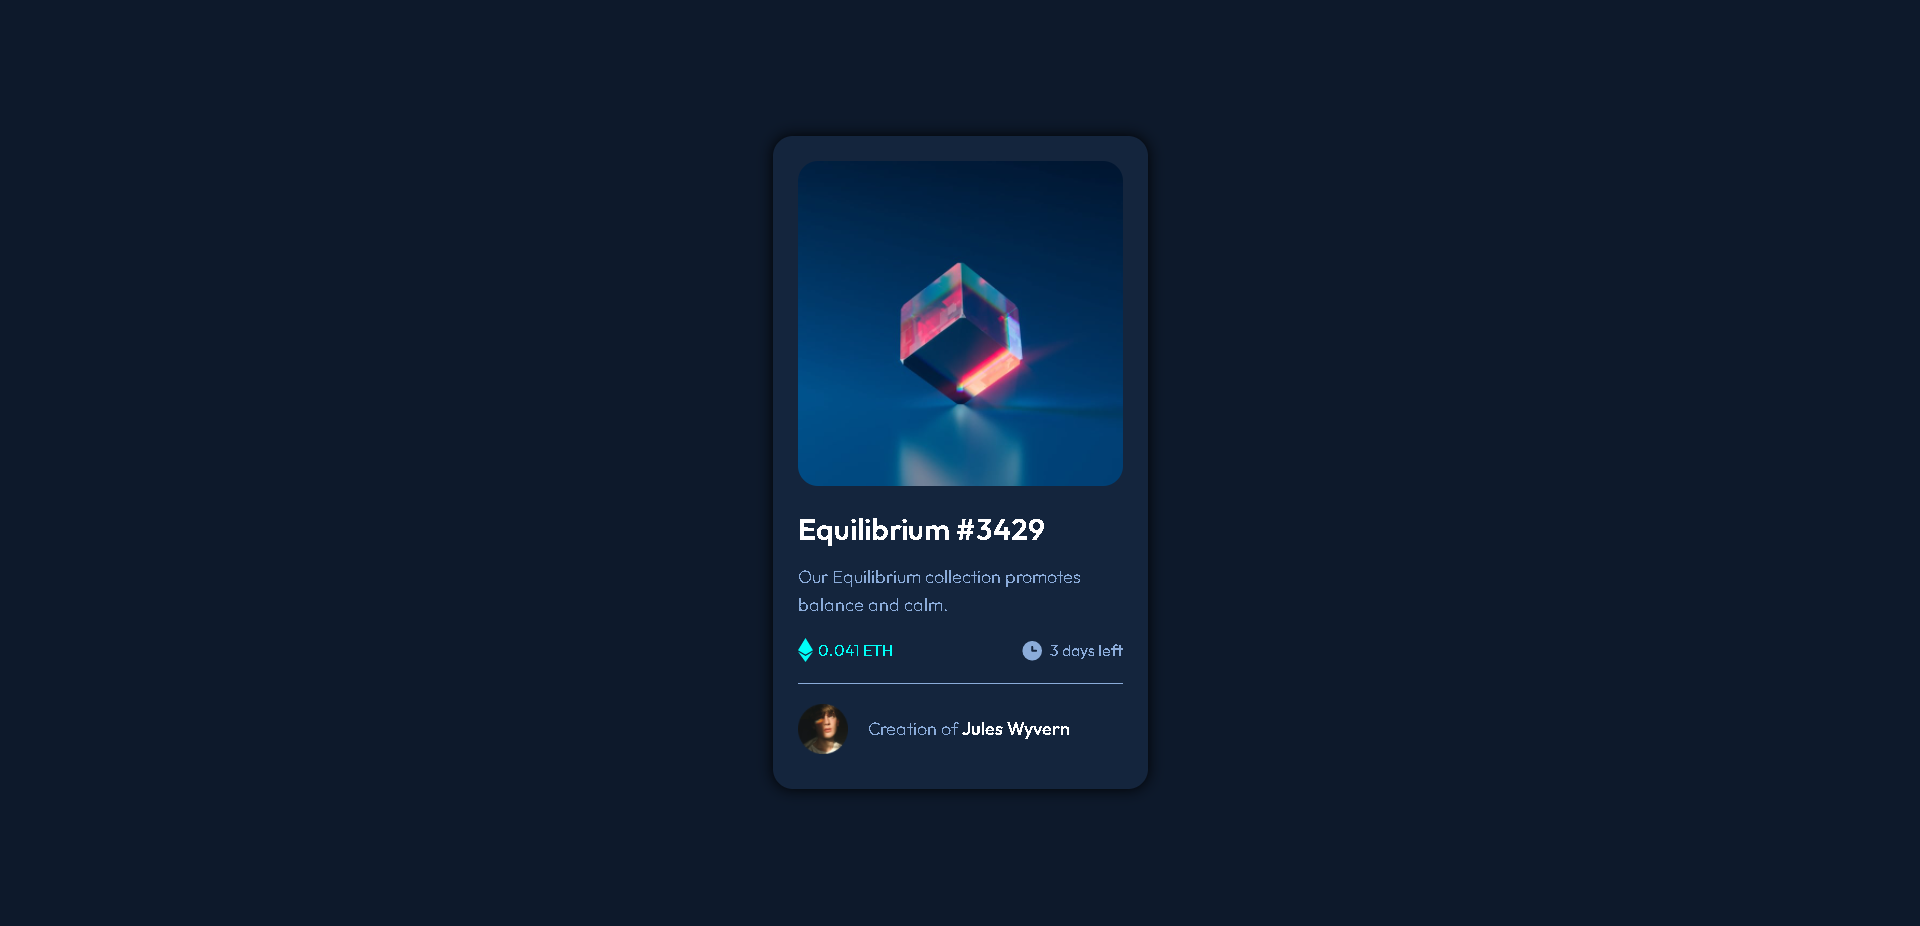 Equilibrium #3429
Our Equilibrium collection promotes
balance and calm.
0.041 ETH
3 days left
Creation of Jules Wyvern